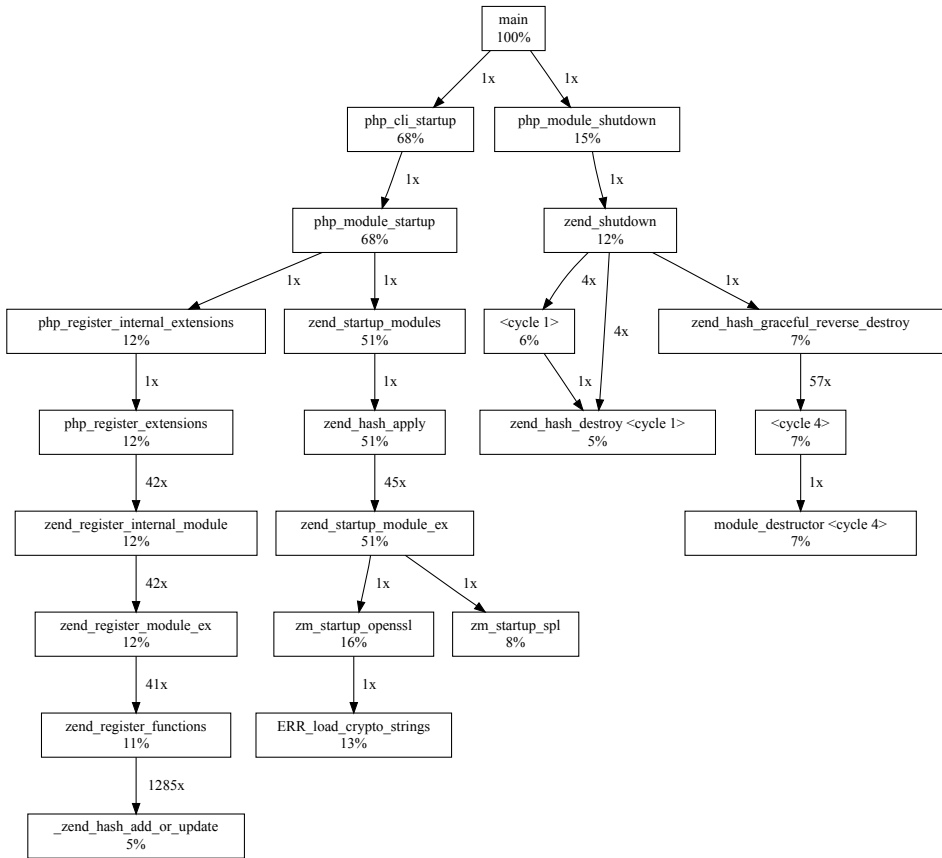 main
100%
1x
1x
php_cli_startup
68%
php_module_shutdown
15%
1x
1x
php_module_startup
68%
zend_shutdown
12%
1x
1x
4x
4x
1x
php_register_internal_extensions
12%
zend_startup_modules
51%
<cycle 1>
6%
zend_hash_graceful_reverse_destroy
7%
1x
1x
1x
57x
php_register_extensions
12%
zend_hash_apply
51%
zend_hash_destroy <cycle 1>
5%
<cycle 4>
7%
42x
45x
1x
zend_register_internal_module
12%
zend_startup_module_ex
51%
module_destructor <cycle 4>
7%
42x
1x
1x
zend_register_module_ex
12%
zm_startup_openssl
16%
zm_startup_spl
8%
41x
1x
zend_register_functions
11%
ERR_load_crypto_strings
13%
1285x
_zend_hash_add_or_update
5%